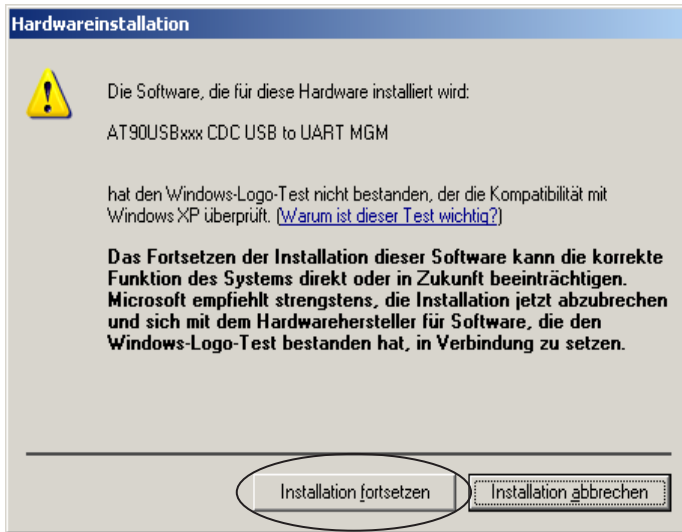 Hardwareinstallation
Die Software, die für diese Hardware installiert wird:
AT90USBxxx CDC USB to UART MGM
hat den Windows-Logo-Test nicht bestanden, der die Kompatibilität mit
Windows XP überprüft. (Warum ist dieser Test wichtig?)
Das Fortsetzen der Installation dieser Software kann die korrekte
Funktion des Systems direkt oder in Zukunft beeinträchtigen.
Microsoft empfiehlt strengstens, die Installation jetzt abzubrechen
und sich mit dem Hardwarehersteller für Software, die den
Windows-Logo-Test bestanden hat, in Verbindung zu setzen.
Installation fortsetzen
Installation abbrechen